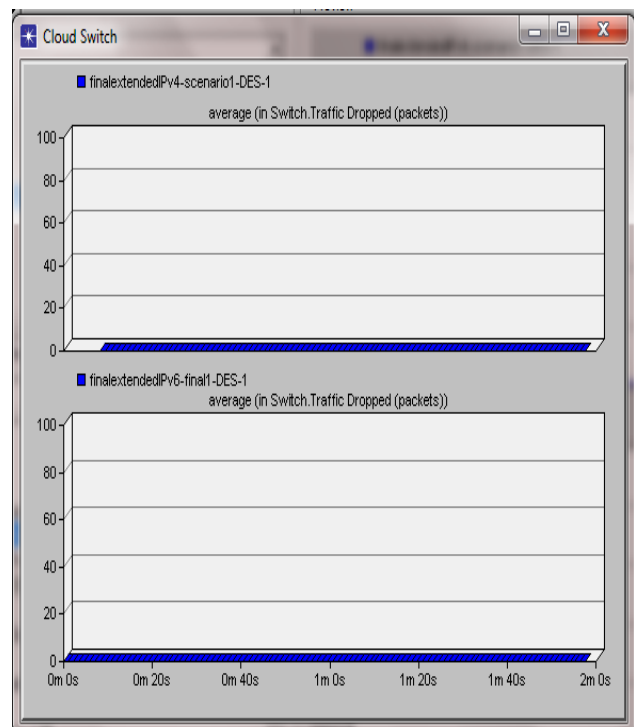 Cloud Switch
finalextendedIPv4-scenario1-DES-1
average (in Switch.Traffic Dropped (packets))
100
80
60
40
20
0
finalextendedIPv6-final1-DES-1
average (in Switch.Traffic Dropped (packets))
100
80
60
40
20
0
0m 0s 0m 20s 0m 40s 1m 0s 1m 20s 1m 40s 2m 0s